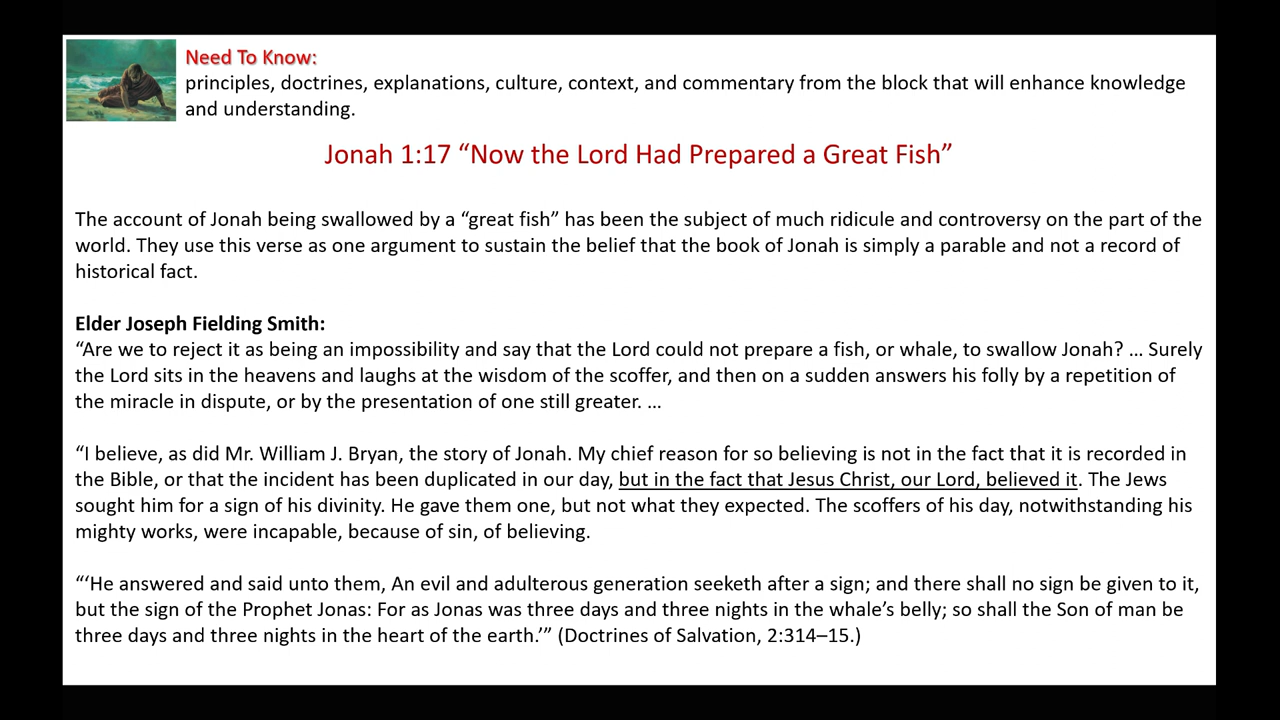 Need To Know:
principles, doctrines, explanations, culture, context, and commentary from the block that will enhance knowledge
and understanding.
Jonah 1:17 “Now the Lord Had Prepared a Great Fish”
The account of Jonah being swallowed by a “great fish” has been the subject of much ridicule and controversy on the part of the
world. They use this verse as one argument to sustain the belief that the book of Jonah is simply a parable and not a record of
historical fact.
Elder Joseph Fielding Smith:
“Are we to reject it as being an impossibility and say that the Lord could not prepare a fish, or whale, to swallow Jonah? … Surely
the Lord sits in the heavens and laughs at the wisdom of the scoffer, and then on a sudden answers his folly by a repetition of
the miracle in dispute, or by the presentation of one still greater. …
“I believe, as did Mr. William J. Bryan, the story of Jonah. My chief reason for so believing is not in the fact that it is recorded in
the Bible, or that the incident has been duplicated in our day, but in the fact that Jesus Christ, our Lord, believed it. The Jews
sought him for a sign of his divinity. He gave them one, but not what they expected. The scoffers of his day, notwithstanding his
mighty works, were incapable, because of sin, of believing.
“‘He answered and said unto them, An evil and adulterous generation seeketh after a sign; and there shall no sign be given to it,
but the sign of the Prophet Jonas: For as Jonas was three days and three nights in the whale’s belly; so shall the Son of man be
three days and three nights in the heart of the earth.’” (Doctrines of Salvation, 2:314–15.)